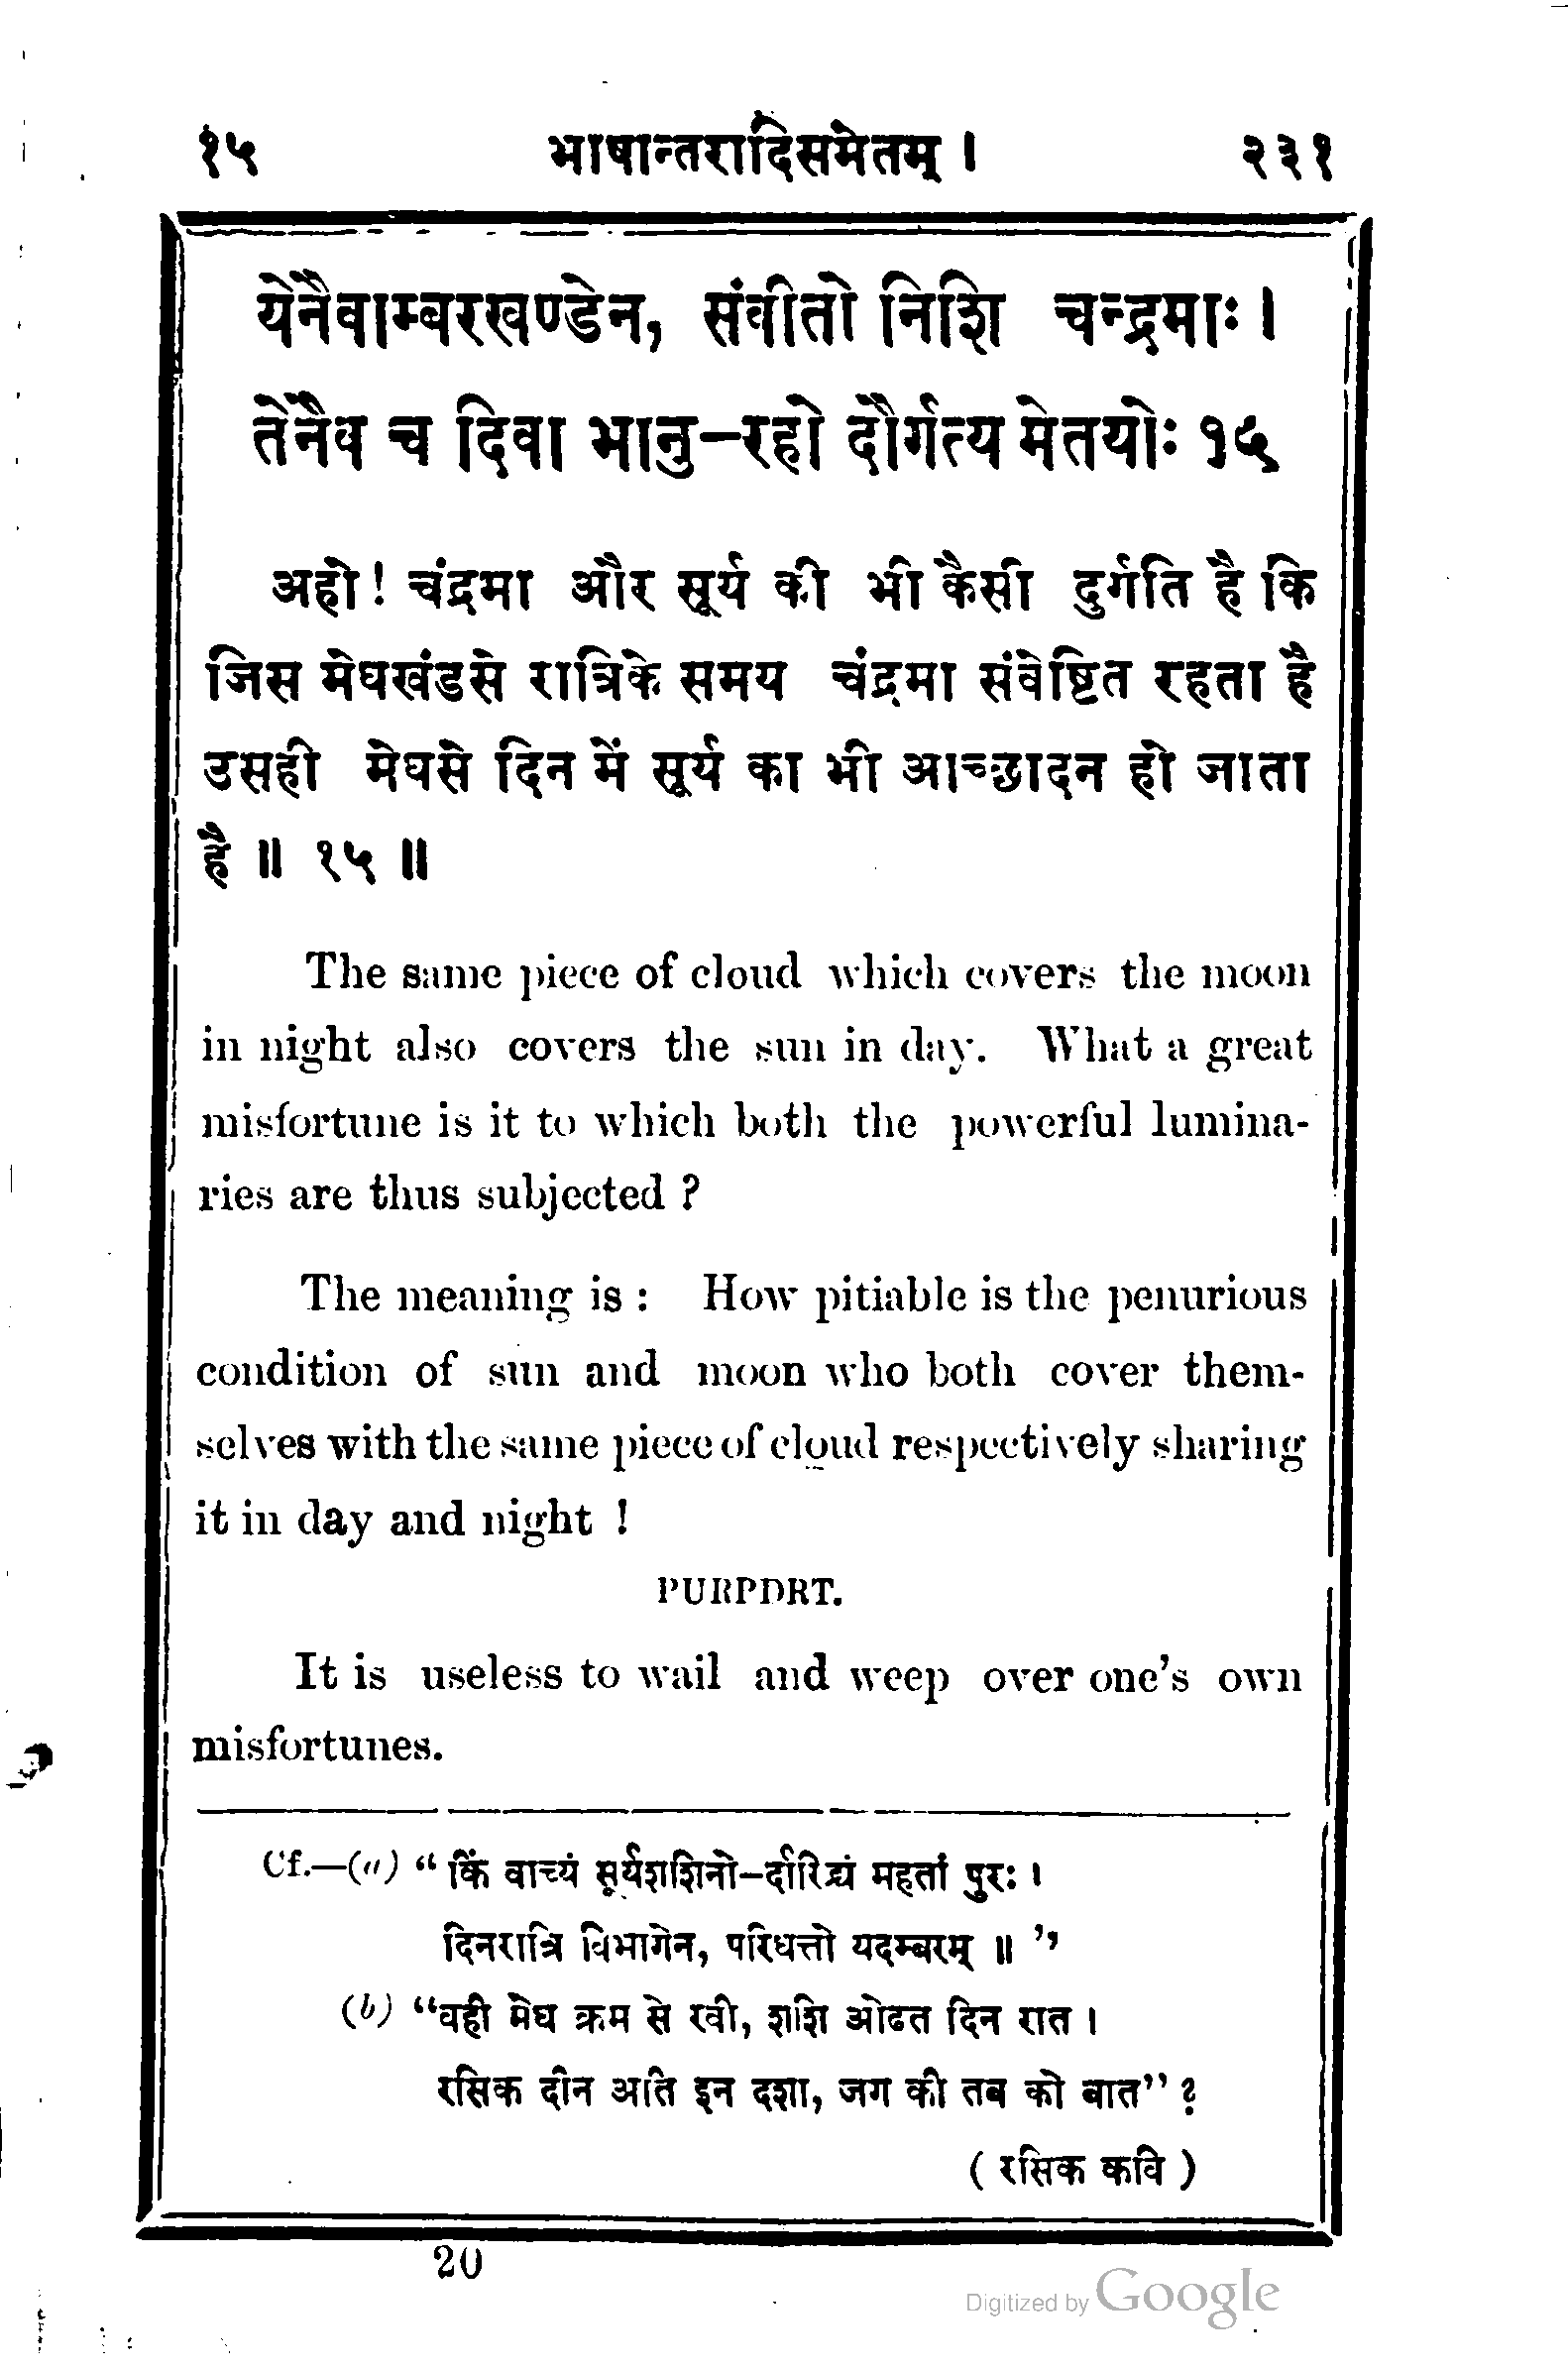 १५ भाषान्तरादिसमेतम् । २३१
येनैवाम्बरखण्डेन, संवीतो निशि चन्द्रमाः ।
तेनैव च दिवा भानु-रहो दौर्गत्य मेतयोः १५
अहो! चंद्रमा और सूर्य की भी कैसी दुर्गति है कि
जिस मेघखंडसे रात्रिके समय चंद्रमा संवेष्टित रहता है
उसही मेघसे दिन में सूर्य का भी आच्छादन हो जाता
है ॥ १५ ॥
The same piece of cloud which covers the moon
in night also covers the sun in day. What a great
misfortune is it to which both the powerful lumina-
ries are thus subjected ?
The meaning is : How pitiable is the penurious
condition of sun and moon who both cover them-
selves with the same piece of cloud respectively sharing
it in day and night !
PURPORT.
It is useless to wail and weep over one's own
misfortunes.
Cf.—(a) “ किं वाच्यं सूर्यशशिनो-र्दारिद्र्यं महतां पुरः ।
दिनरात्रि विभागेन, परिधत्तो यदम्बरम् ॥ ”
(b) “वही मेघ क्रम से रवी, शशि ओढत दिन रात ।
रसिक दीन अति इन दशा, जग की तब को बात” ?
( रसिक कवि )
20
Digitized by Google